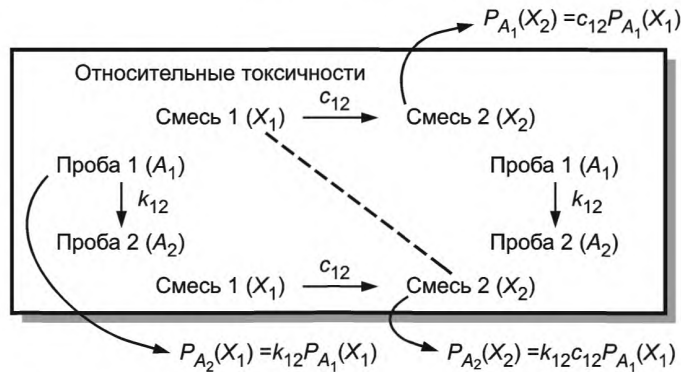 P_{A_1}(X_2) = c_{12}P_{A_1}(X_1)
Относительные токсичности
Смесь 1 (X_1) c_{12} Смесь 2 (X_2)
Проба 1 (A_1) Проба 1 (A_1)
k_{12} k_{12}
Проба 2 (A_2) Проба 2 (A_2)
Смесь 1 (X_1) c_{12} Смесь 2 (X_2)
P_{A_2}(X_1) = k_{12}P_{A_1}(X_1) P_{A_2}(X_2) = k_{12}c_{12}P_{A_1}(X_1)